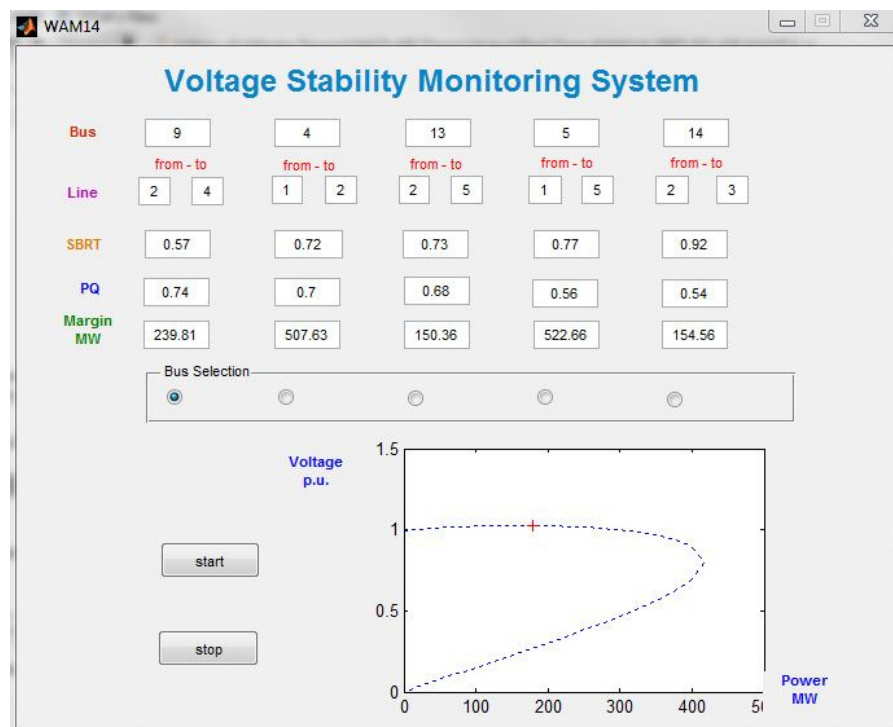 WAM14
Voltage Stability Monitoring System
Bus 9 4 13 5 14
from - to from - to from - to from - to from - to
Line 2 4 1 2 2 5 1 5 2 3
SBRT 0.57 0.72 0.73 0.77 0.92
PQ 0.74 0.7 0.68 0.56 0.54
Margin
MW 239.81 507.63 150.36 522.66 154.56
Bus Selection
Voltage
p.u.
1.5
1
0.5
0
0 100 200 300 400
start
stop
Power
MW